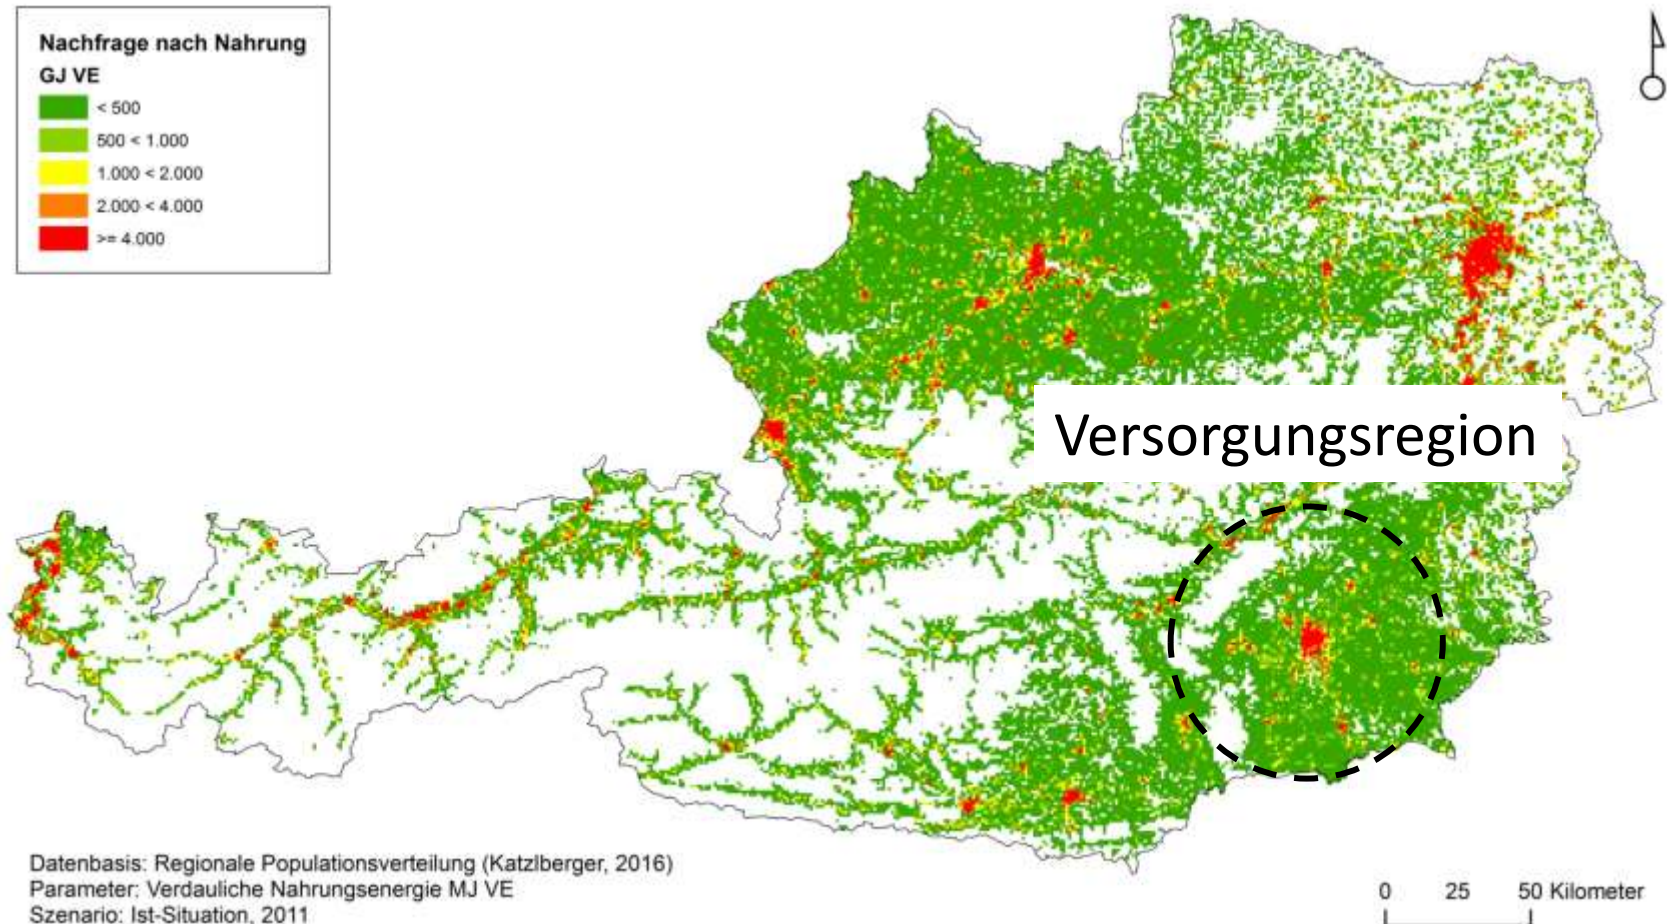 Nachfrage nach Nahrung
GJ VE
< 500
500 < 1.000
1.000 < 2.000
2.000 < 4.000
>= 4.000
Versorgungsregion
Datenbasis: Regionale Populationsverteilung (Katzlberger, 2016)
Parameter: Verdauliche Nahrungsenergie MJ VE
Szenario: Ist-Situation, 2011
0 25 50 Kilometer